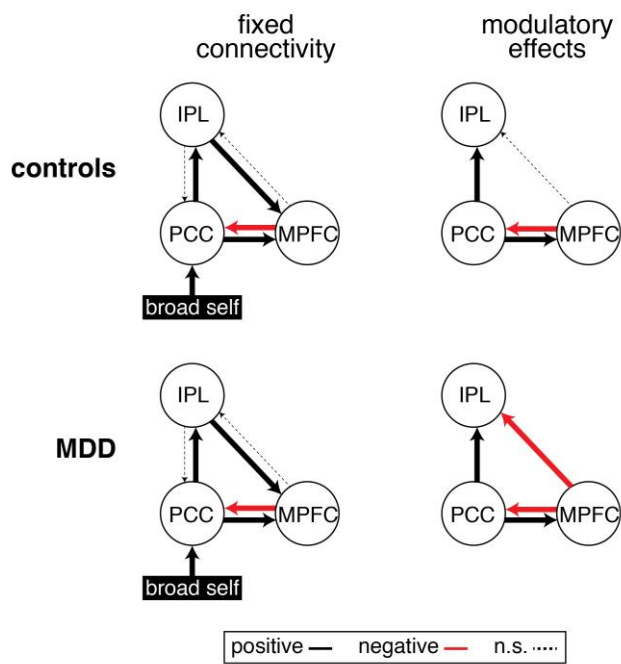 fixed
connectivity
modulatory
effects
controls
IPL
PCC
MPFC
broad self
IPL
PCC
MPFC
MDD
IPL
PCC
MPFC
broad self
IPL
PCC
MPFC
positive negative n.s.